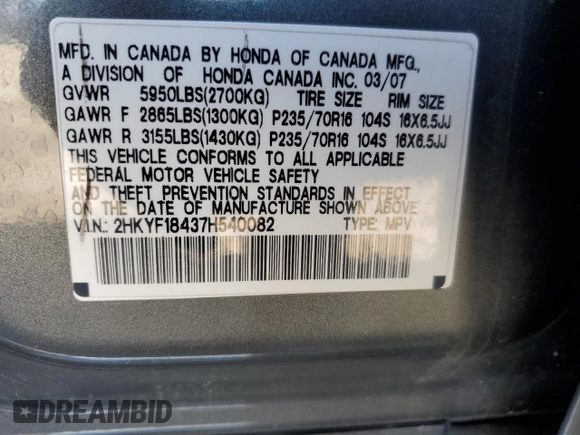 MFD. IN CANADA BY HONDA OF CANADA MFG.,
A DIVISION OF HONDA CANADA INC. 03/07
GVWR 5950LBS(2700KG) TIRE SIZE RIM SIZE
GAWR F 2865LBS(1300KG) P235/70R16 104S 16X6.5JJ
GAWR R 3155LBS(1430KG) P235/70R16 104S 16X6.5JJ
THIS VEHICLE CONFORMS TO ALL APPLICABLE
FEDERAL MOTOR VEHICLE SAFETY
AND THEFT PREVENTION STANDARDS IN EFFECT
ON THE DATE OF MANUFACTURE SHOWN ABOVE.
V.I.N.: 2HKYF18437H540082 TYPE: MPV
DREAMBID